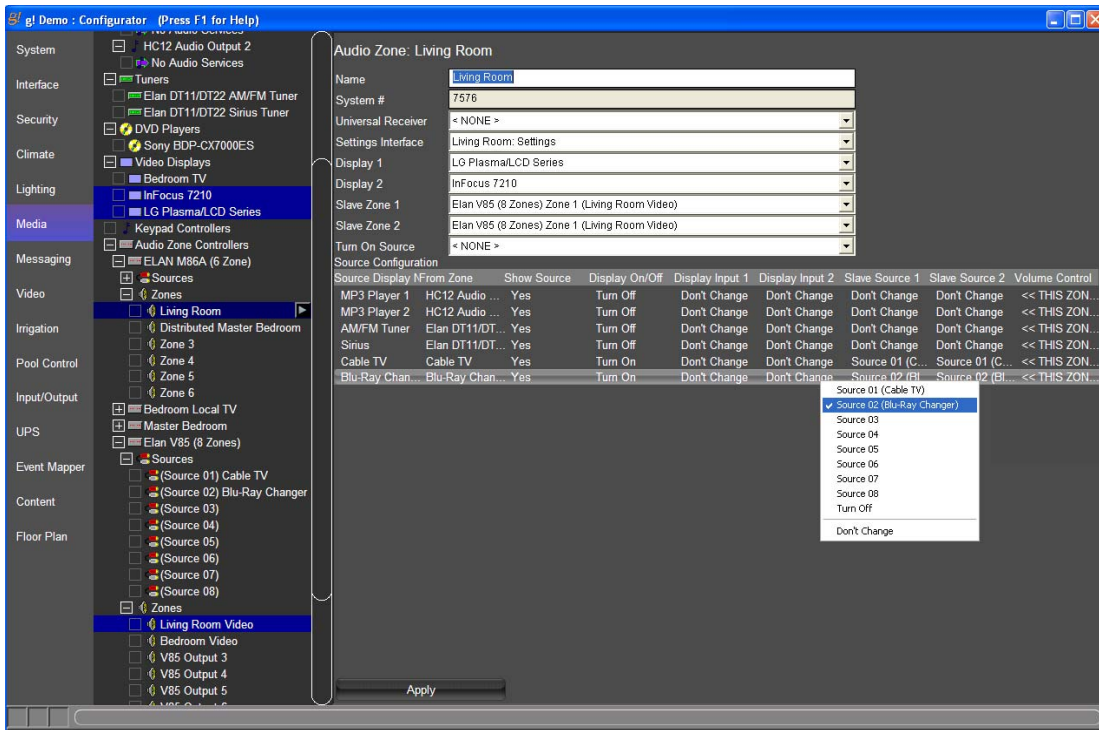 g! Demo : Configurator (Press F1 for Help)
System
Interface
Security
Climate
Lighting
Media
Messaging
Video
Irrigation
Pool Control
Input/Output
UPS
Event Mapper
Content
Floor Plan
No Audio Services
HC12 Audio Output 2
No Audio Services
Tuners
Elan DT11/DT22 AM/FM Tuner
Elan DT11/DT22 Sirius Tuner
DVD Players
Sony BDP-CX7000ES
Video Displays
Bedroom TV
InFocus 7210
LG Plasma/LCD Series
Keypad Controllers
Audio Zone Controllers
ELAN M86A (6 Zone)
Sources
Zones
Living Room
Distributed Master Bedroom
Zone 3
Zone 4
Zone 5
Zone 6
Bedroom Local TV
Master Bedroom
Elan V85 (8 Zones)
Sources
(Source 01) Cable TV
(Source 02) Blu-Ray Changer
(Source 03)
(Source 04)
(Source 05)
(Source 06)
(Source 07)
(Source 08)
Zones
Living Room Video
Bedroom Video
V85 Output 3
V85 Output 4
V85 Output 5
Audio Zone: Living Room
Name Living Room
System # 7576
Universal Receiver < NONE >
Settings Interface Living Room: Settings
Display 1 LG Plasma/LCD Series
Display 2 InFocus 7210
Slave Zone 1 Elan V85 (8 Zones) Zone 1 (Living Room Video)
Slave Zone 2 Elan V85 (8 Zones) Zone 1 (Living Room Video)
Turn On Source < NONE >
Source Configuration
Source Display N From Zone Show Source Display On/Off Display Input 1 Display Input 2 Slave Source 1 Slave Source 2 Volume Control
MP3 Player 1 HC12 Audio ... Yes Turn Off Don't Change Don't Change Don't Change Don't Change << THIS ZON...
MP3 Player 2 HC12 Audio ... Yes Turn Off Don't Change Don't Change Don't Change Don't Change << THIS ZON...
AM/FM Tuner Elan DT11/DT... Yes Turn Off Don't Change Don't Change Don't Change Don't Change << THIS ZON...
Sirius Elan DT11/DT... Yes Turn Off Don't Change Don't Change Don't Change Don't Change << THIS ZON...
Cable TV Cable TV Yes Turn On Don't Change Don't Change Source 01 (C... Source 01 (C... << THIS ZON...
Blu-Ray Chan... Blu-Ray Chan... Yes Turn On Don't Change Don't Change Source 02 (Bl... Source 02 (Bl... << THIS ZON...
Source 01 (Cable TV)
Source 02 (Blu-Ray Changer)
Source 03
Source 04
Source 05
Source 06
Source 07
Source 08
Turn Off
Don't Change
Apply